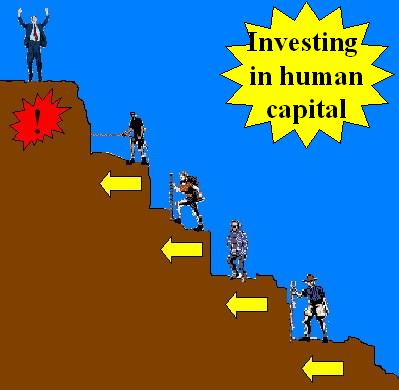 Investing
in human
capital
!